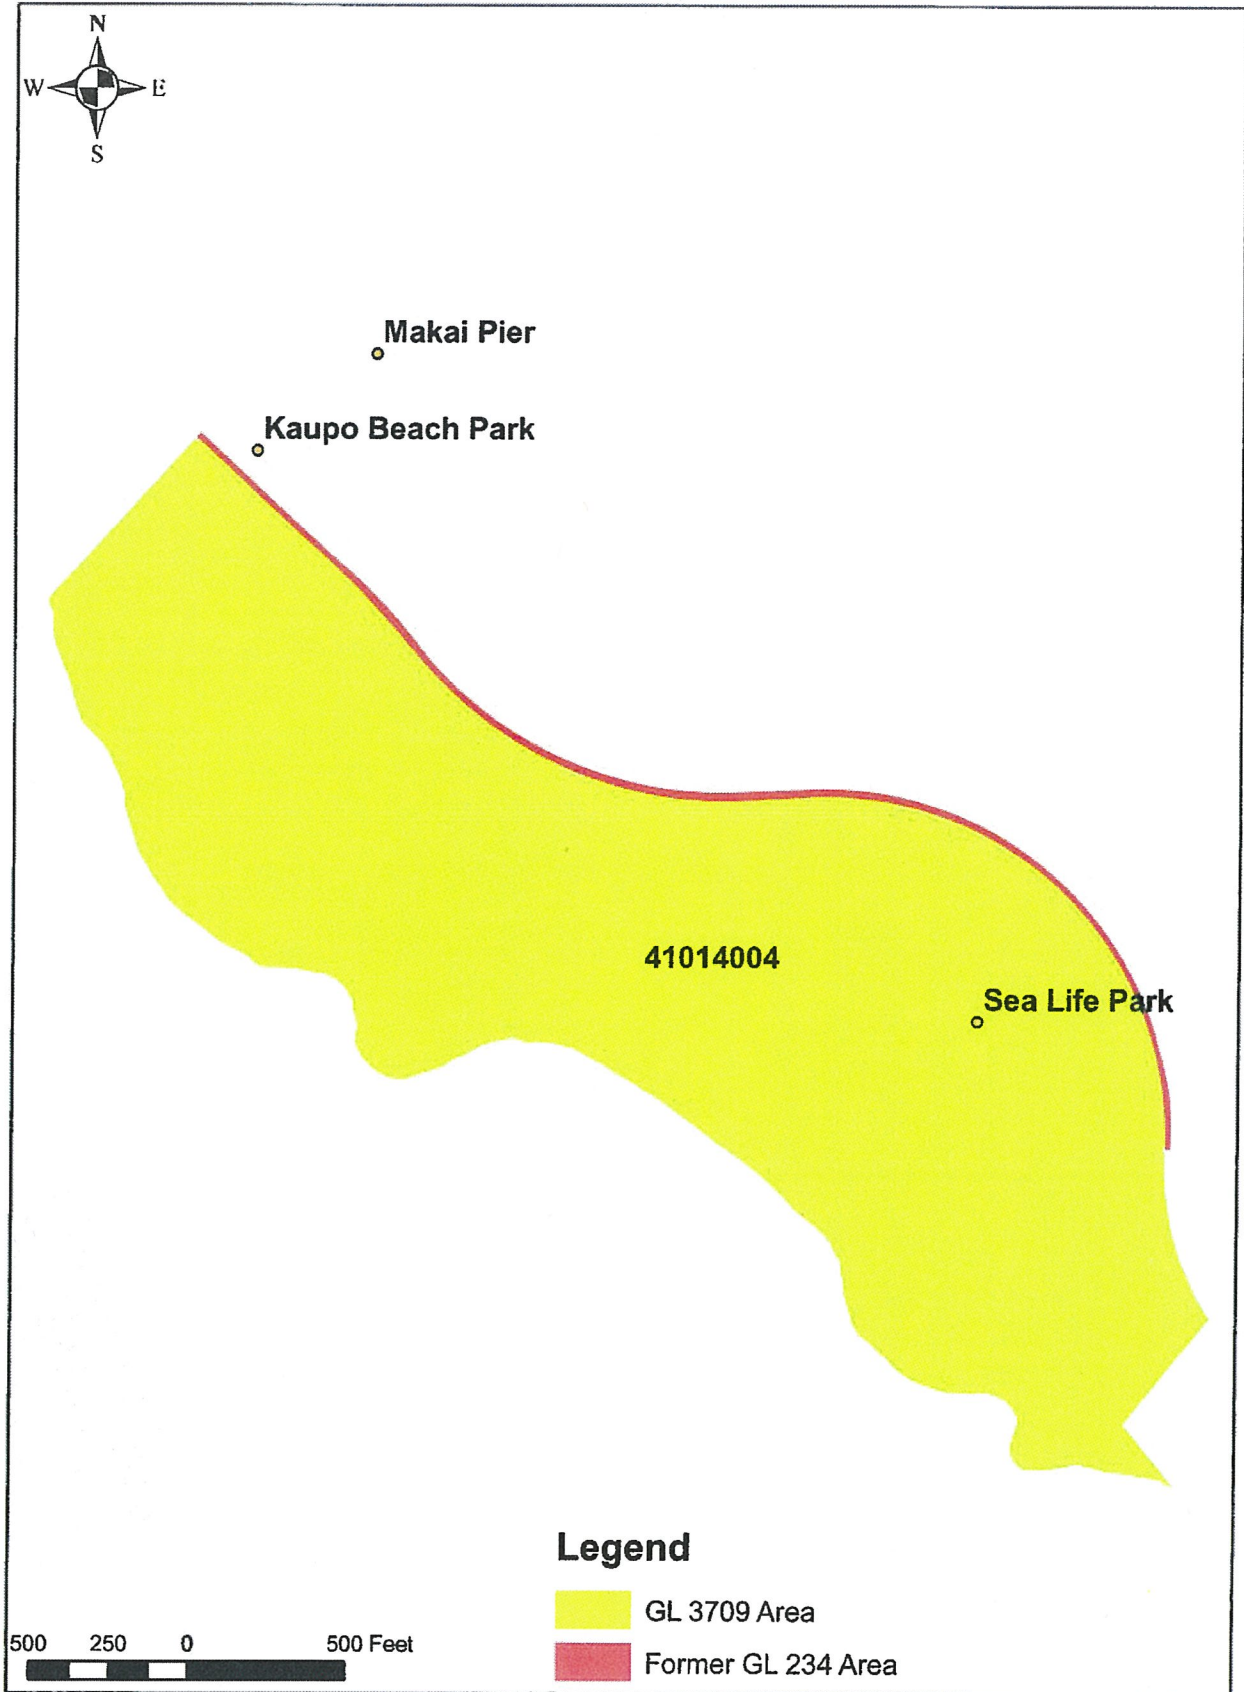 N
W E
S
Makai Pier
Kaupo Beach Park
41014004
Sea Life Park
Legend
GL 3709 Area
500 250 0 500 Feet
Former GL 234 Area